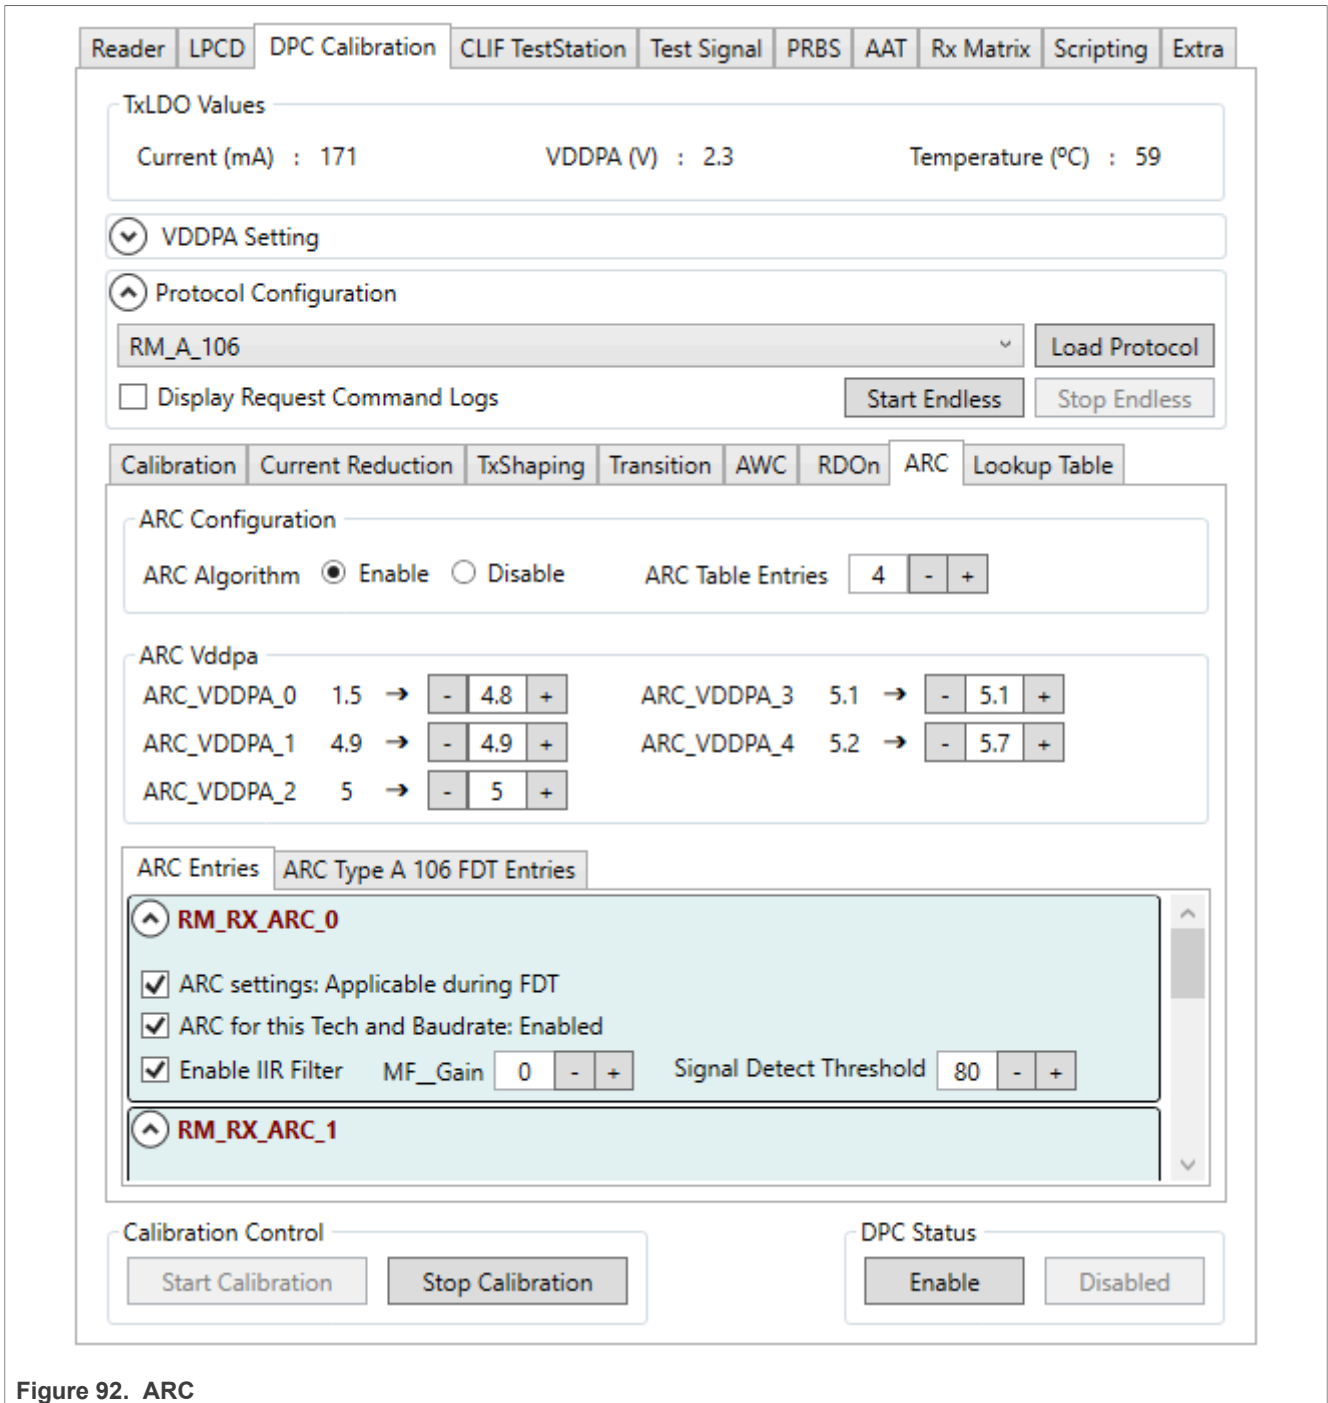 Reader LPCD DPC Calibration CLIF TestStation Test Signal PRBS AAT Rx Matrix Scripting Extra
TxLDO Values
Current (mA) : 171 VDDPA (V) : 2.3 Temperature (ºC) : 59
VDDPA Setting
Protocol Configuration
RM_A_106 Load Protocol
Display Request Command Logs Start Endless Stop Endless
Calibration Current Reduction TxShaping Transition AWC RDOn ARC Lookup Table
ARC Configuration
ARC Algorithm Enable Disable ARC Table Entries 4 - +
ARC Vddpa
ARC_VDDPA_0 1.5 → - 4.8 + ARC_VDDPA_3 5.1 → - 5.1 +
ARC_VDDPA_1 4.9 → - 4.9 + ARC_VDDPA_4 5.2 → - 5.7 +
ARC_VDDPA_2 5 → - 5 +
ARC Entries ARC Type A 106 FDT Entries
RM_RX_ARC_0
ARC settings: Applicable during FDT
ARC for this Tech and Baudrate: Enabled
Enable IIR Filter MF__Gain 0 - + Signal Detect Threshold 80 - +
RM_RX_ARC_1
Calibration Control DPC Status
Start Calibration Stop Calibration Enable Disabled
Figure 92. ARC